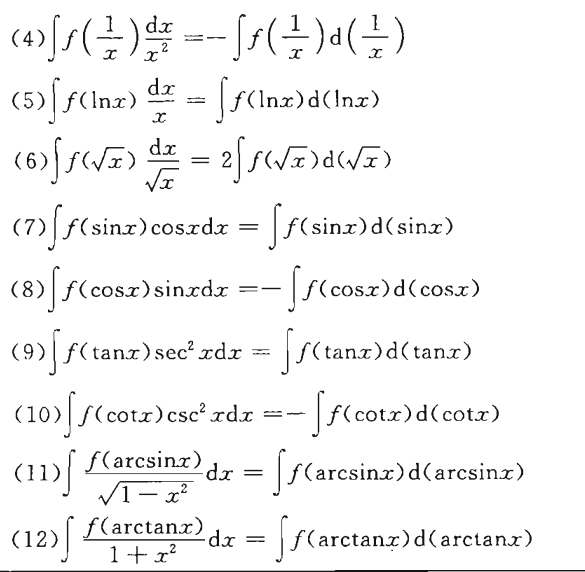 (4)∫f(1/x)dx/x² =-∫f(1/x)d(1/x)
(5)∫f(lnx) dx/x = ∫f(lnx)d(lnx)
(6)∫f(√x) dx/√x = 2∫f(√x)d(√x)
(7)∫f(sinx)cosxdx = ∫f(sinx)d(sinx)
(8)∫f(cosx)sinxdx =-∫f(cosx)d(cosx)
(9)∫f(tanx)sec²xdx = ∫f(tanx)d(tanx)
(10)∫f(cotx)csc²xdx =-∫f(cotx)d(cotx)
(11)∫ f(arcsinx)/√(1-x²) dx = ∫f(arcsinx)d(arcsinx)
(12)∫ f(arctanx)/(1+x²) dx = ∫f(arctanx)d(arctanx)